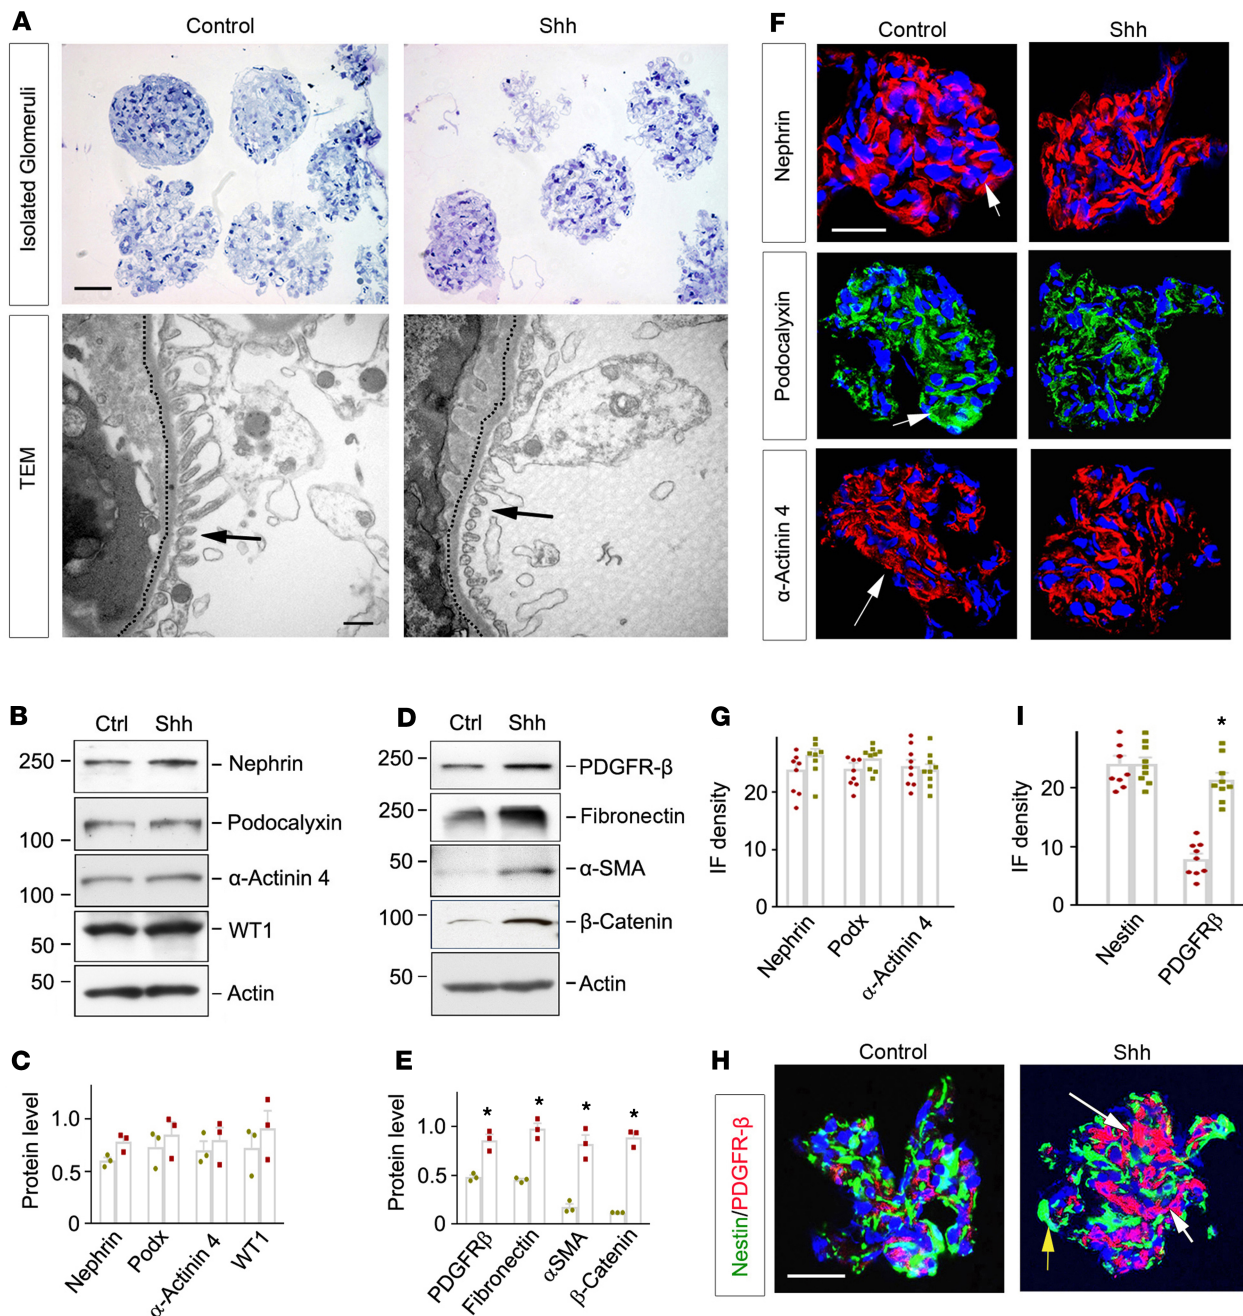 A
Control
Shh
Isolated Glomeruli
TEM
F
Control
Shh
Nephrin
Podocalyxin
α-Actinin 4
B
Ctrl Shh
250
Nephrin
Podocalyxin
100
α-Actinin 4
100
WT1
50
50
Actin
D
Ctrl Shh
250
PDGFR-β
250
Fibronectin
50
α-SMA
100
β-Catenin
50
Actin
G
IF density
20
10
0
Nephrin
Podx
α-Actinin 4
I
*
IF density
20
10
0
Nestin
PDGFRβ
C
Protein level
1.0
0.5
0
Nephrin
Podx
α-Actinin 4
WT1
E
Protein level
1.0
0.5
0
* * * *
PDGFRβ
Fibronectin
αSMA
β-Catenin
H
Control
Shh
Nestin/PDGFR-β